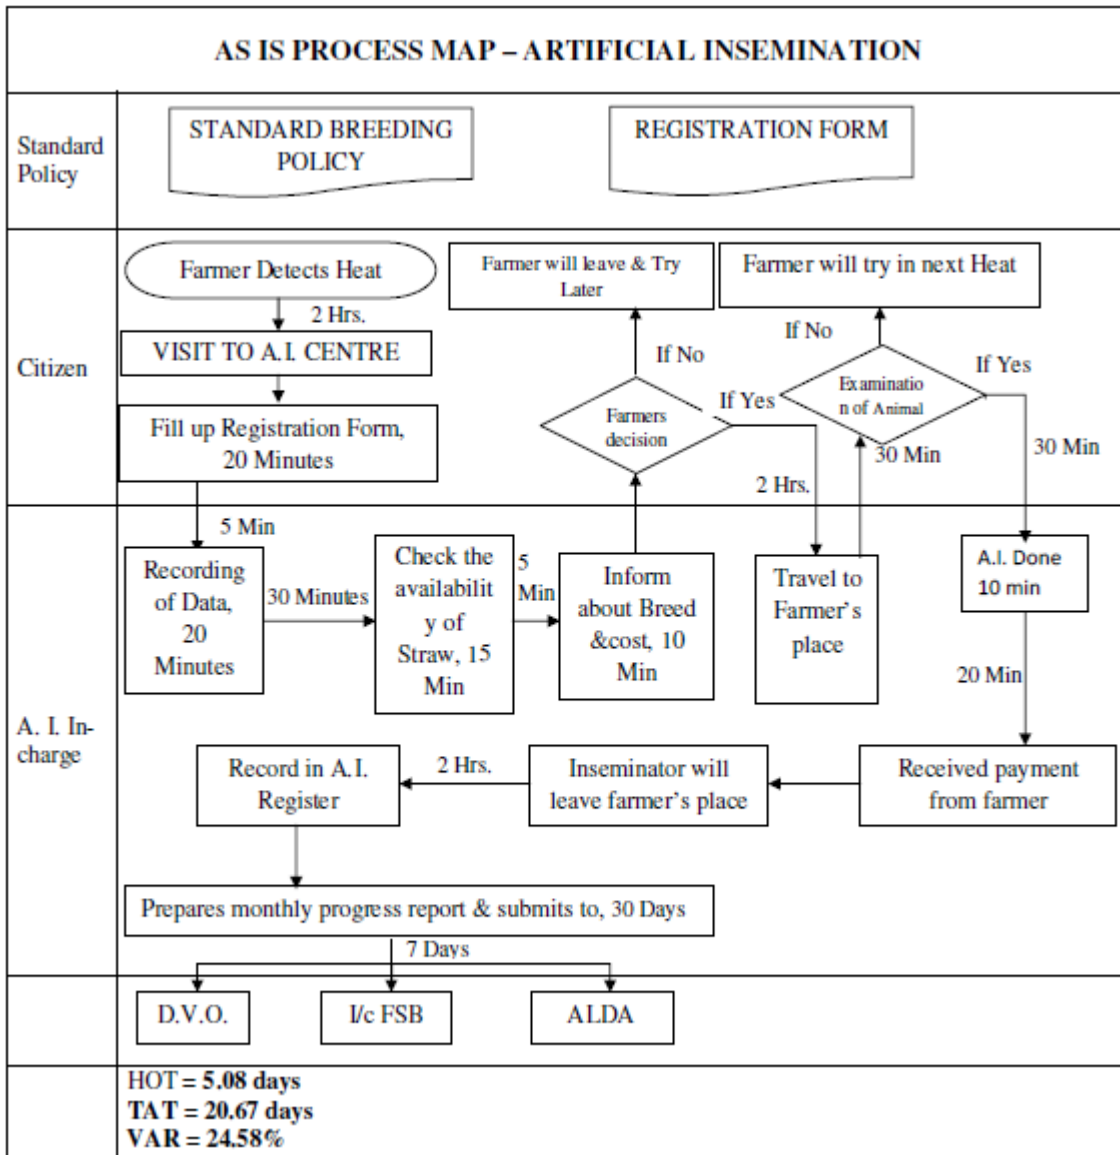 AS IS PROCESS MAP – ARTIFICIAL INSEMINATION
Standard
Policy
STANDARD BREEDING
POLICY
REGISTRATION FORM
Citizen
Farmer Detects Heat
2 Hrs.
VISIT TO A.I. CENTRE
Fill up Registration Form,
20 Minutes
Farmer will leave & Try
Later
If No
Farmers
decision
If Yes
2 Hrs.
Farmer will try in next Heat
If No
Examinatio
n of Animal
If Yes
30 Min
30 Min
A. I. In-
charge
5 Min
Recording
of Data,
20
Minutes
30 Minutes
Check the
availabilit
y of
Straw, 15
Min
5
Min
Inform
about Breed
&cost, 10
Min
Travel to
Farmer's
place
A.I. Done
10 min
20 Min
Received payment
from farmer
Inseminator will
leave farmer's place
2 Hrs.
Record in A.I.
Register
Prepares monthly progress report & submits to, 30 Days
7 Days
D.V.O.
I/c FSB
ALDA
HOT = 5.08 days
TAT = 20.67 days
VAR = 24.58%